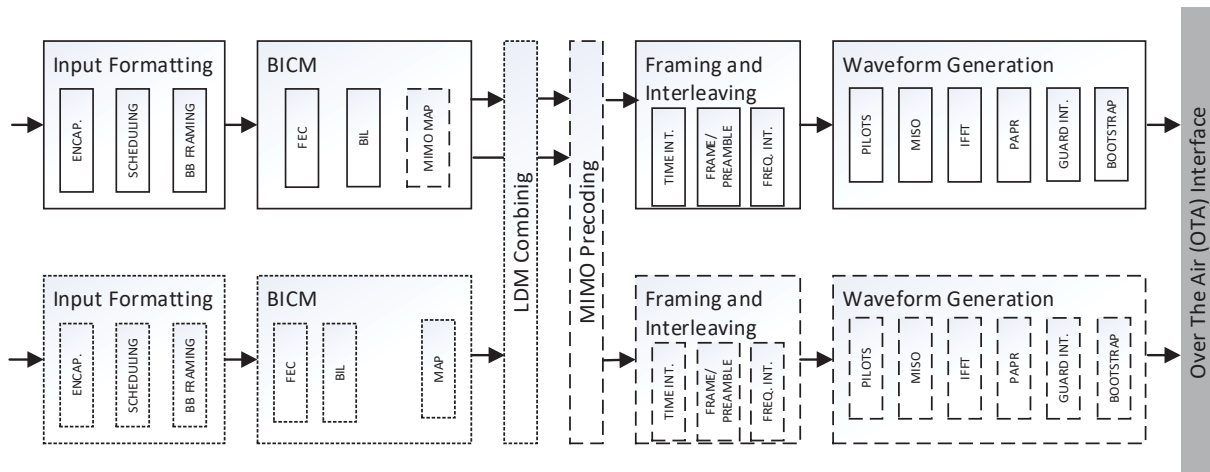 Input Formatting
ENCAP.
SCHEDULING
BB FRAMING
BICM
FEC
BIL
MIMO MAP
LDM Combining
MIMO Precoding
Framing and
Interleaving
TIME INT.
FRAME/
PREAMBLE
FREQ. INT.
Waveform Generation
PILOTS
MISO
IFFT
PAPR
GUARD INT.
BOOTSTRAP
Over The Air (OTA) Interface
Input Formatting
ENCAP.
SCHEDULING
BB FRAMING
BICM
FEC
BIL
MAP
Framing and
Interleaving
TIME INT.
FRAME/
PREAMBLE
FREQ. INT.
Waveform Generation
PILOTS
MISO
IFFT
PAPR
GUARD INT.
BOOTSTRAP